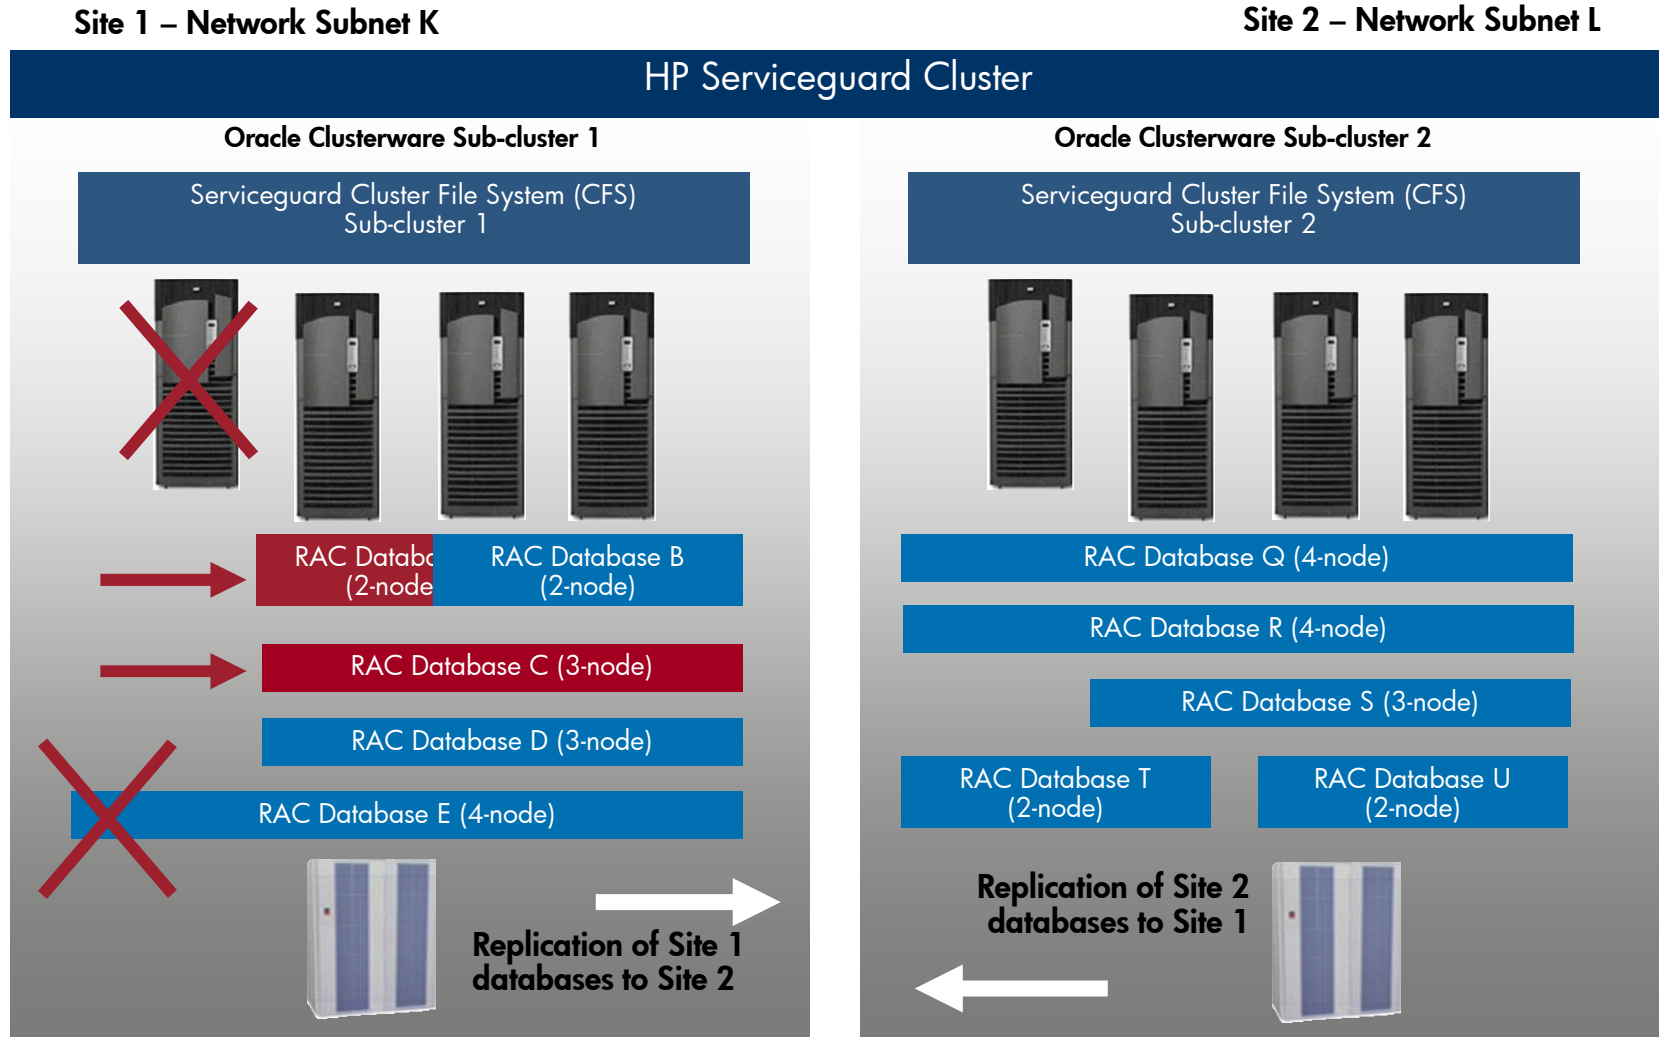 Site 1 – Network Subnet K
Site 2 – Network Subnet L
HP Serviceguard Cluster
Oracle Clusterware Sub-cluster 1
Serviceguard Cluster File System (CFS)
Sub-cluster 1
RAC
(2-node
RAC Database B
(2-node)
RAC Database C (3-node)
RAC Database D (3-node)
RAC Database E (4-node)
Replication of Site 1
databases to Site 2
Oracle Clusterware Sub-cluster 2
Serviceguard Cluster File System (CFS)
Sub-cluster 2
RAC Database Q (4-node)
RAC Database R (4-node)
RAC Database S (3-node)
RAC Database T
(2-node)
RAC Database U
(2-node)
Replication of Site 2
databases to Site 1